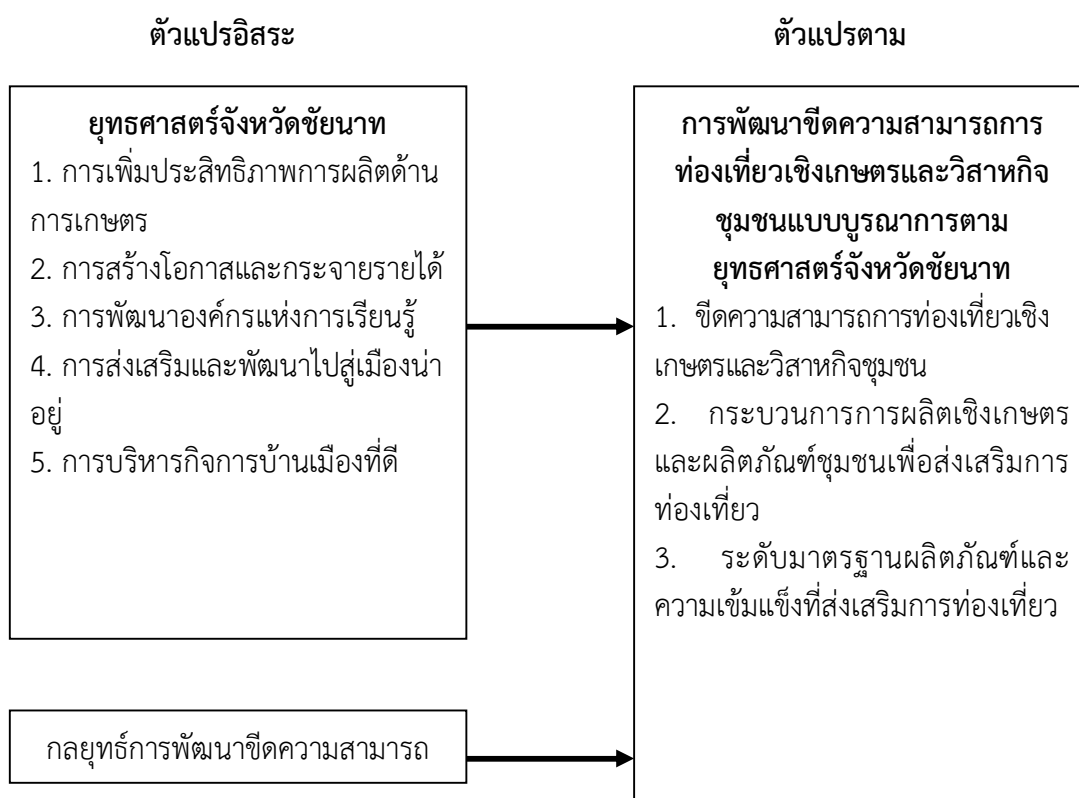 ตัวแปรอิสระ
ตัวแปรตาม
ยุทธศาสตร์จังหวัดชัยนาท
1. การเพิ่มประสิทธิภาพการผลิตด้าน
การเกษตร
2. การสร้างโอกาสและกระจายรายได้
3. การพัฒนาองค์กรแห่งการเรียนรู้
4. การส่งเสริมและพัฒนาไปสู่เมืองน่า
อยู่
5. การบริหารกิจการบ้านเมืองที่ดี
กลยุทธ์การพัฒนาขีดความสามารถ
การพัฒนาขีดความสามารถการ
ท่องเที่ยวเชิงเกษตรและวิสาหกิจ
ชุมชนแบบบูรณาการตาม
ยุทธศาสตร์จังหวัดชัยนาท
1. ขีดความสามารถการท่องเที่ยวเชิง
เกษตรและวิสาหกิจชุมชน
2. กระบวนการการผลิตเชิงเกษตร
และผลิตภัณฑ์ชุมชนเพื่อส่งเสริมการ
ท่องเที่ยว
3. ระดับมาตรฐานผลิตภัณฑ์และ
ความเข้มแข็งที่ส่งเสริมการท่องเที่ยว